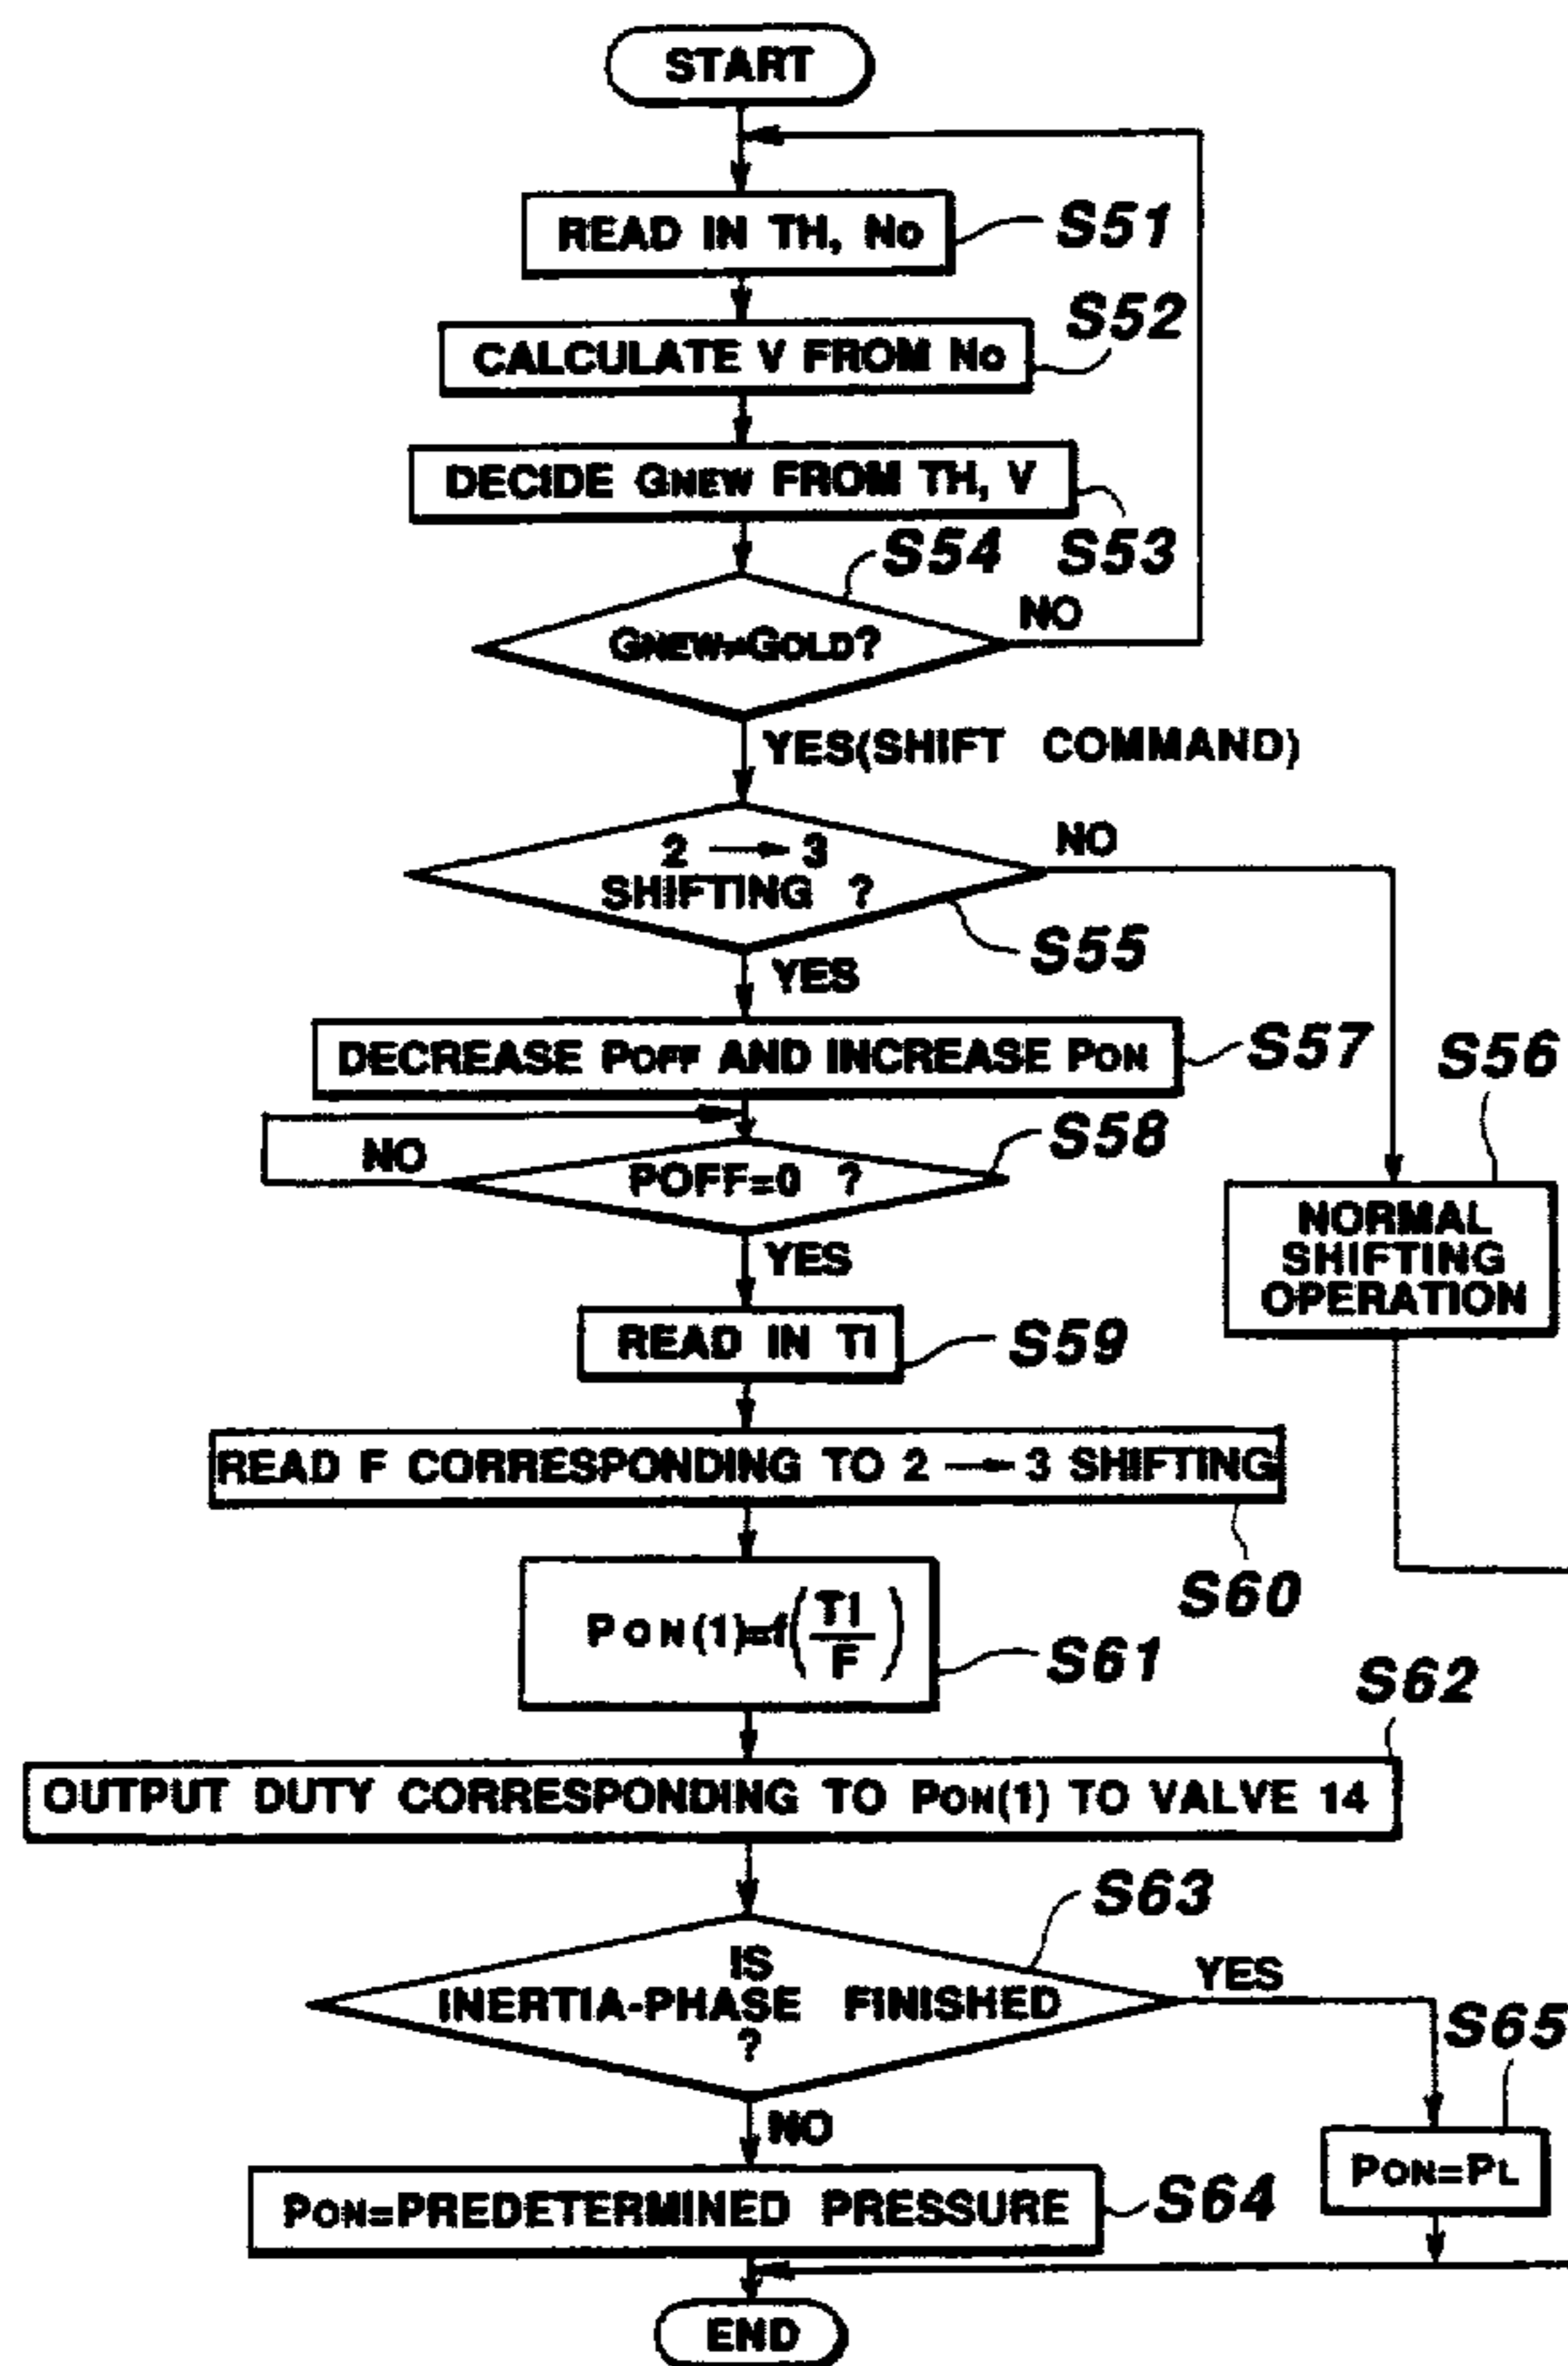 START
READ IN TH, No
S51
CALCULATE V FROM No
S52
DECIDE GNEW FROM TH, V
S53
S54
GNEW≠GOLD?
NO
YES(SHIFT COMMAND)
2 → 3
SHIFTING ?
NO
S55
YES
DECREASE POFF AND INCREASE PON
S57
S56
NORMAL
SHIFTING
OPERATION
NO
POFF=0 ?
S58
YES
READ IN TI
S59
READ F CORRESPONDING TO 2 → 3 SHIFTING
S60
PON(1)=f(TI/F)
S61
S62
OUTPUT DUTY CORRESPONDING TO PON(1) TO VALVE 14
S63
IS
INERTIA-PHASE FINISHED
?
YES
S65
NO
PON=PL
PON=PREDETERMINED PRESSURE
S64
END